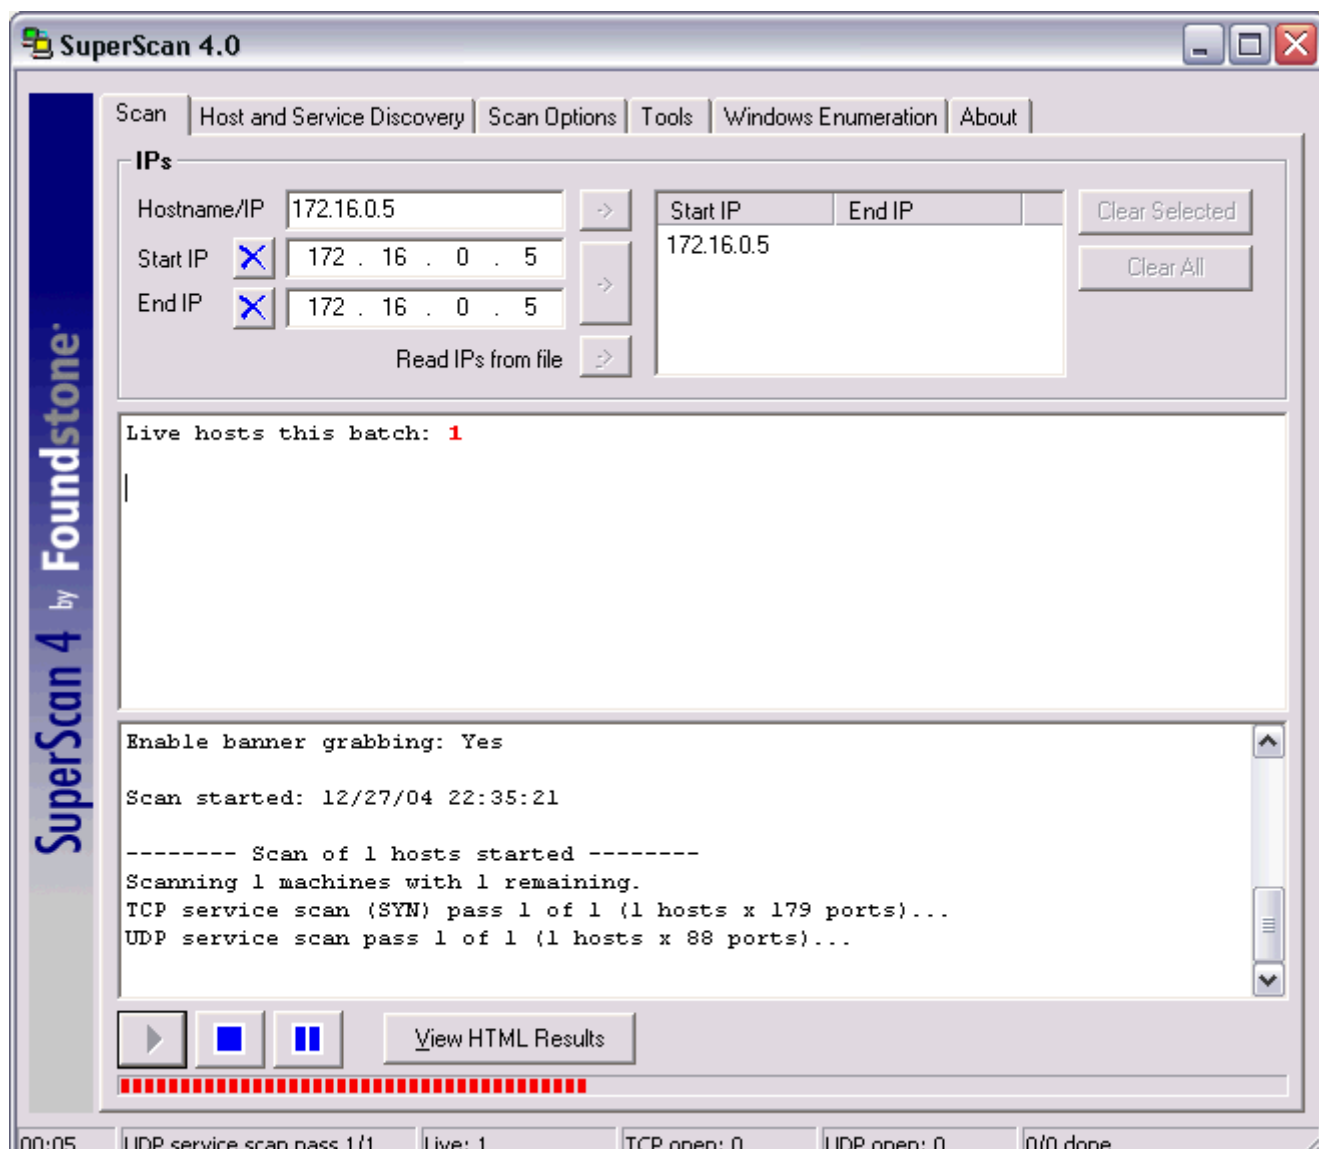 SuperScan 4.0
Scan Host and Service Discovery Scan Options Tools Windows Enumeration About
IPs
Hostname/IP 172.16.0.5 -> Start IP End IP Clear Selected
172.16.0.5
Start IP 172 . 16 . 0 . 5 -> Clear All
End IP 172 . 16 . 0 . 5
Read IPs from file ->
Live hosts this batch: 1
Enable banner grabbing: Yes
Scan started: 12/27/04 22:35:21
-------- Scan of 1 hosts started --------
Scanning 1 machines with 1 remaining.
TCP service scan (SYN) pass 1 of 1 (1 hosts x 179 ports)...
UDP service scan pass 1 of 1 (1 hosts x 88 ports)...
View HTML Results
SuperScan 4 by Foundstone
00:05 UDP service scan pass 1/1 Live: 1 TCP open: 0 UDP open: 0 0/0 done